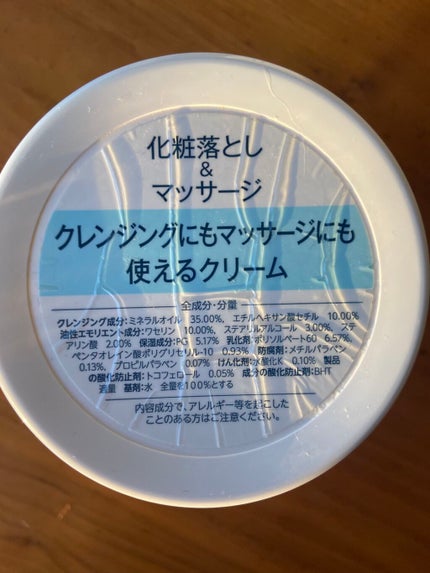 化粧落とし
&
マッサージ
クレンジングにもマッサージにも
使えるクリーム
全成分・分量
クレンジング成分:ミネラルオイル 35.00%、エチルヘキサン酸セチル 10.00%
油性エモリエント成分:ワセリン 10.00% ステアリルアルコール 3.00%、ステ
アリン酸 2.00% 保湿成分:PG 5.17% 乳化剤:ポリソルベート60 6.57%、
ペンタオレイン酸ポリグリセリル-10 0.93% 防腐剤:メチルパラベン
0.13%、プロピルパラベン 0.07% けん化剤:水酸化K 0.10% 製品
の酸化防止剤:トコフェロール 0.05% 成分の酸化防止剤:BHT
適量 基剤:水 全量を100%とする
内容成分で、アレルギー等を起こした
ことのある方はご注意ください。